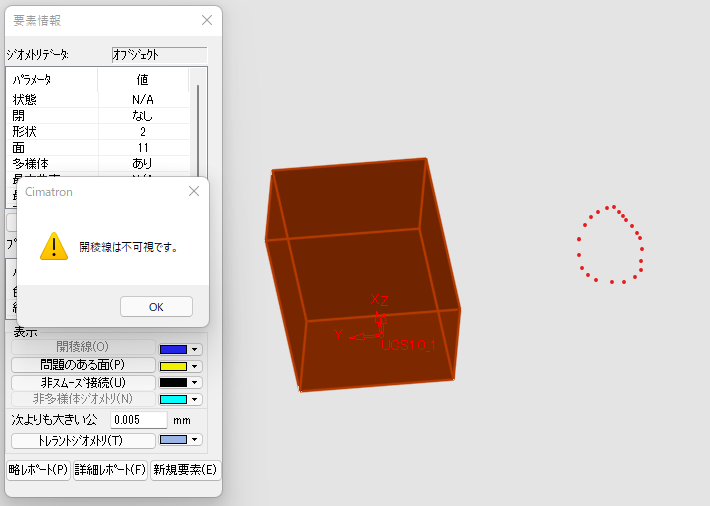 要素情報
ｼﾞｵﾒﾄﾘﾃﾞｰﾀ:
ｵﾌﾞｼﾞｪｸﾄ
ﾊﾟﾗﾒｰﾀ 値
状態 N/A
閉 なし
形状 2
面 11
多様体 あり
Cimatron
開稜線は不可視です。
OK
表示
開稜線(O)
問題のある面(P)
非ｽﾑｰｽﾞ接続(U)
非多様体ｼﾞｵﾒﾄﾘ(N)
次よりも大きい公 0.005 mm
ﾄﾚﾗﾝﾄｼﾞｵﾒﾄﾘ(T)
略ﾚﾎﾟｰﾄ(P) 詳細ﾚﾎﾟｰﾄ(F) 新規要素(E)
X Z
Y
UCS10_1